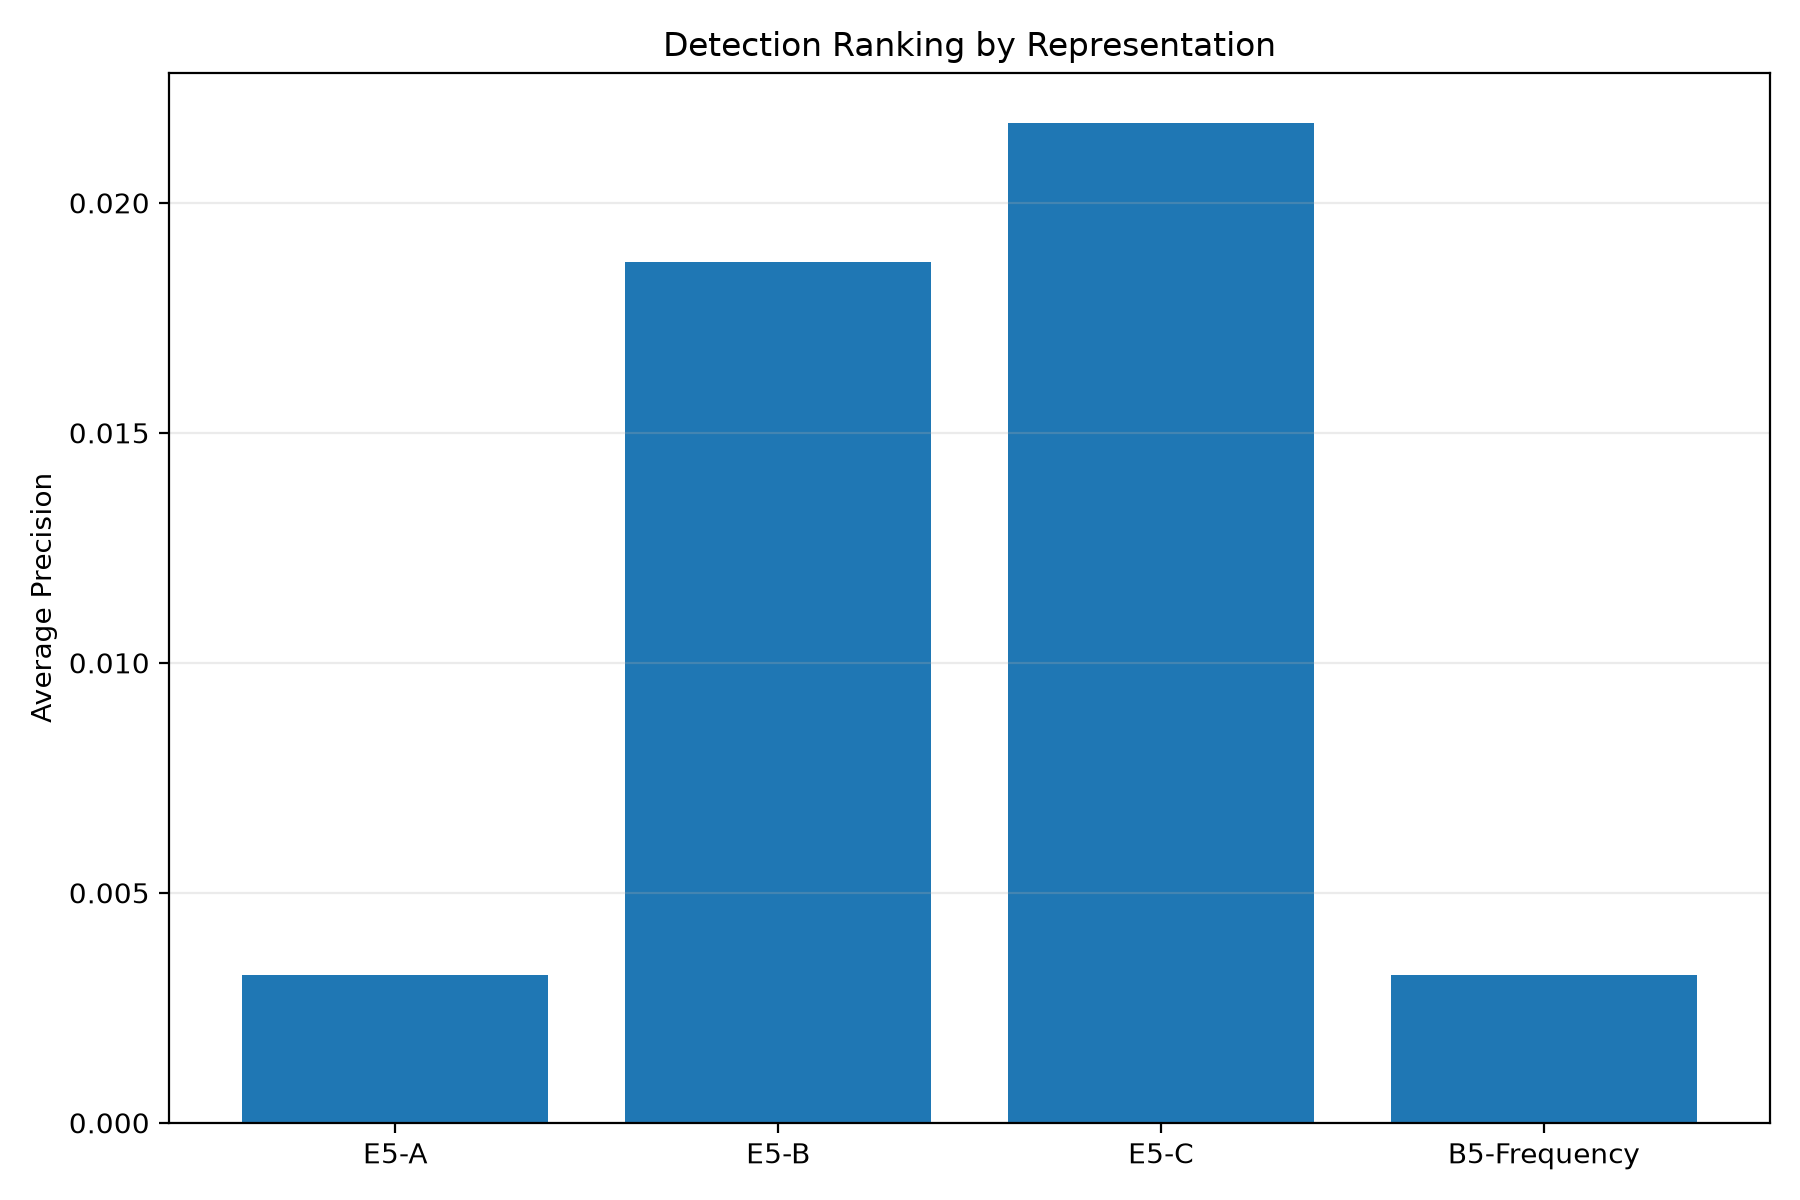 Detection Ranking by Representation
Average Precision
0.020
0.015
0.010
0.005
0.000
E5-A
E5-B
E5-C
B5-Frequency